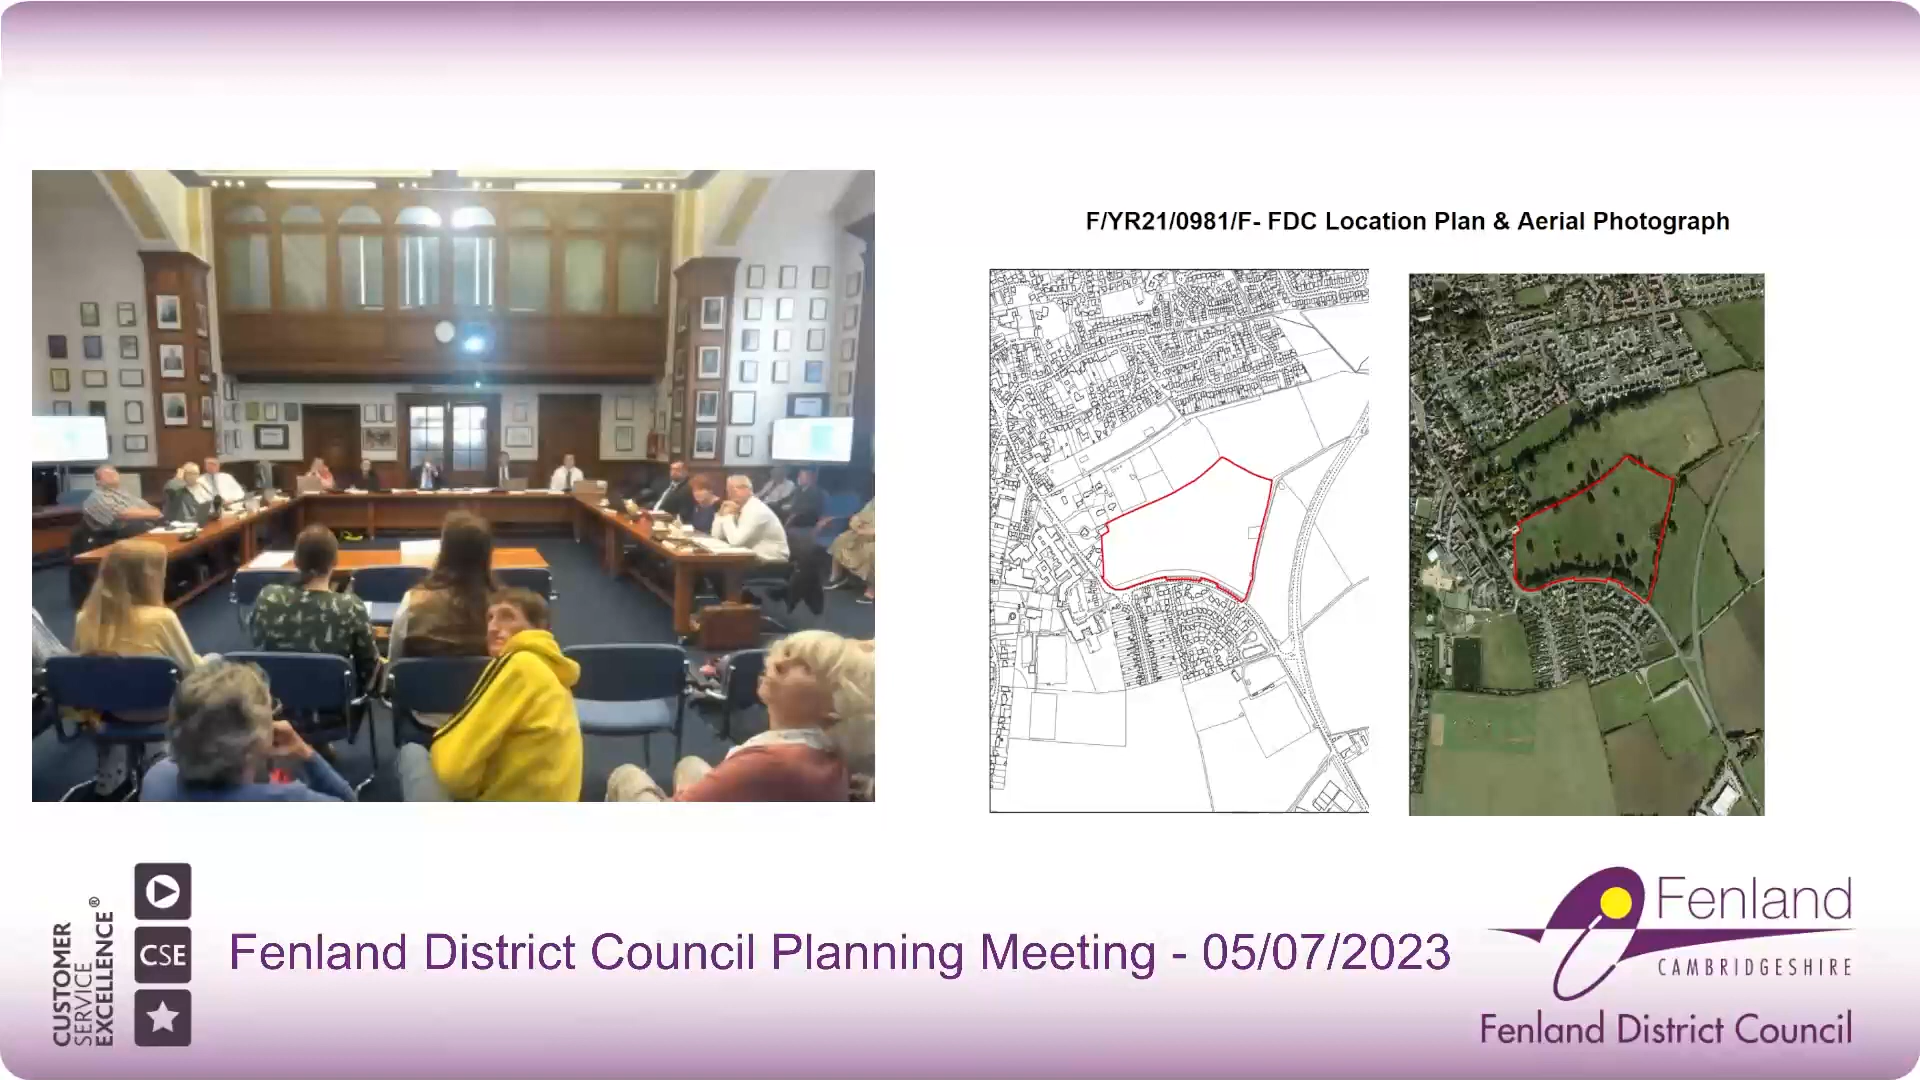 F/YR21/0981/F- FDC Location Plan & Aerial Photograph
CUSTOMER
SERVICE
EXCELLENCE®
CSE
Fenland District Council Planning Meeting - 05/07/2023
Fenland
CAMBRIDGESHIRE
Fenland District Council